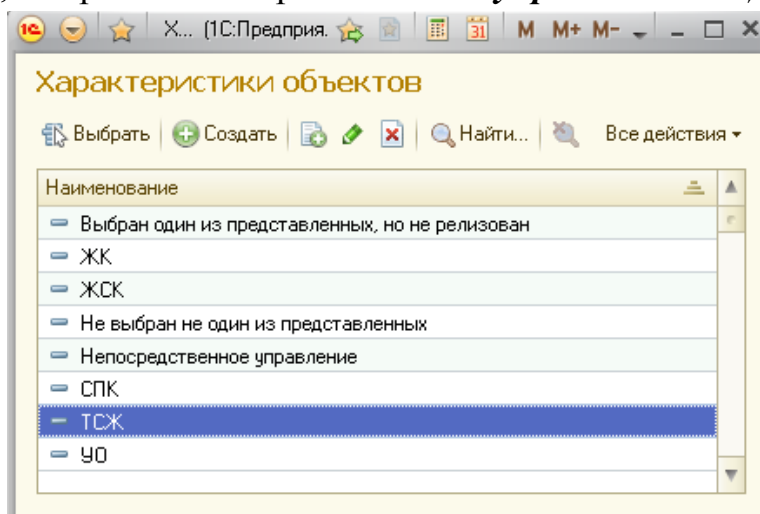 Х... (1С:Предприя. 31 M M+ M-
Характеристики объектов
Выбрать Создать Найти... Все действия
Наименование
Выбран один из представленных, но не релизован
ЖК
ЖСК
Не выбран не один из представленных
Непосредственное управление
СПК
ТСЖ
УО